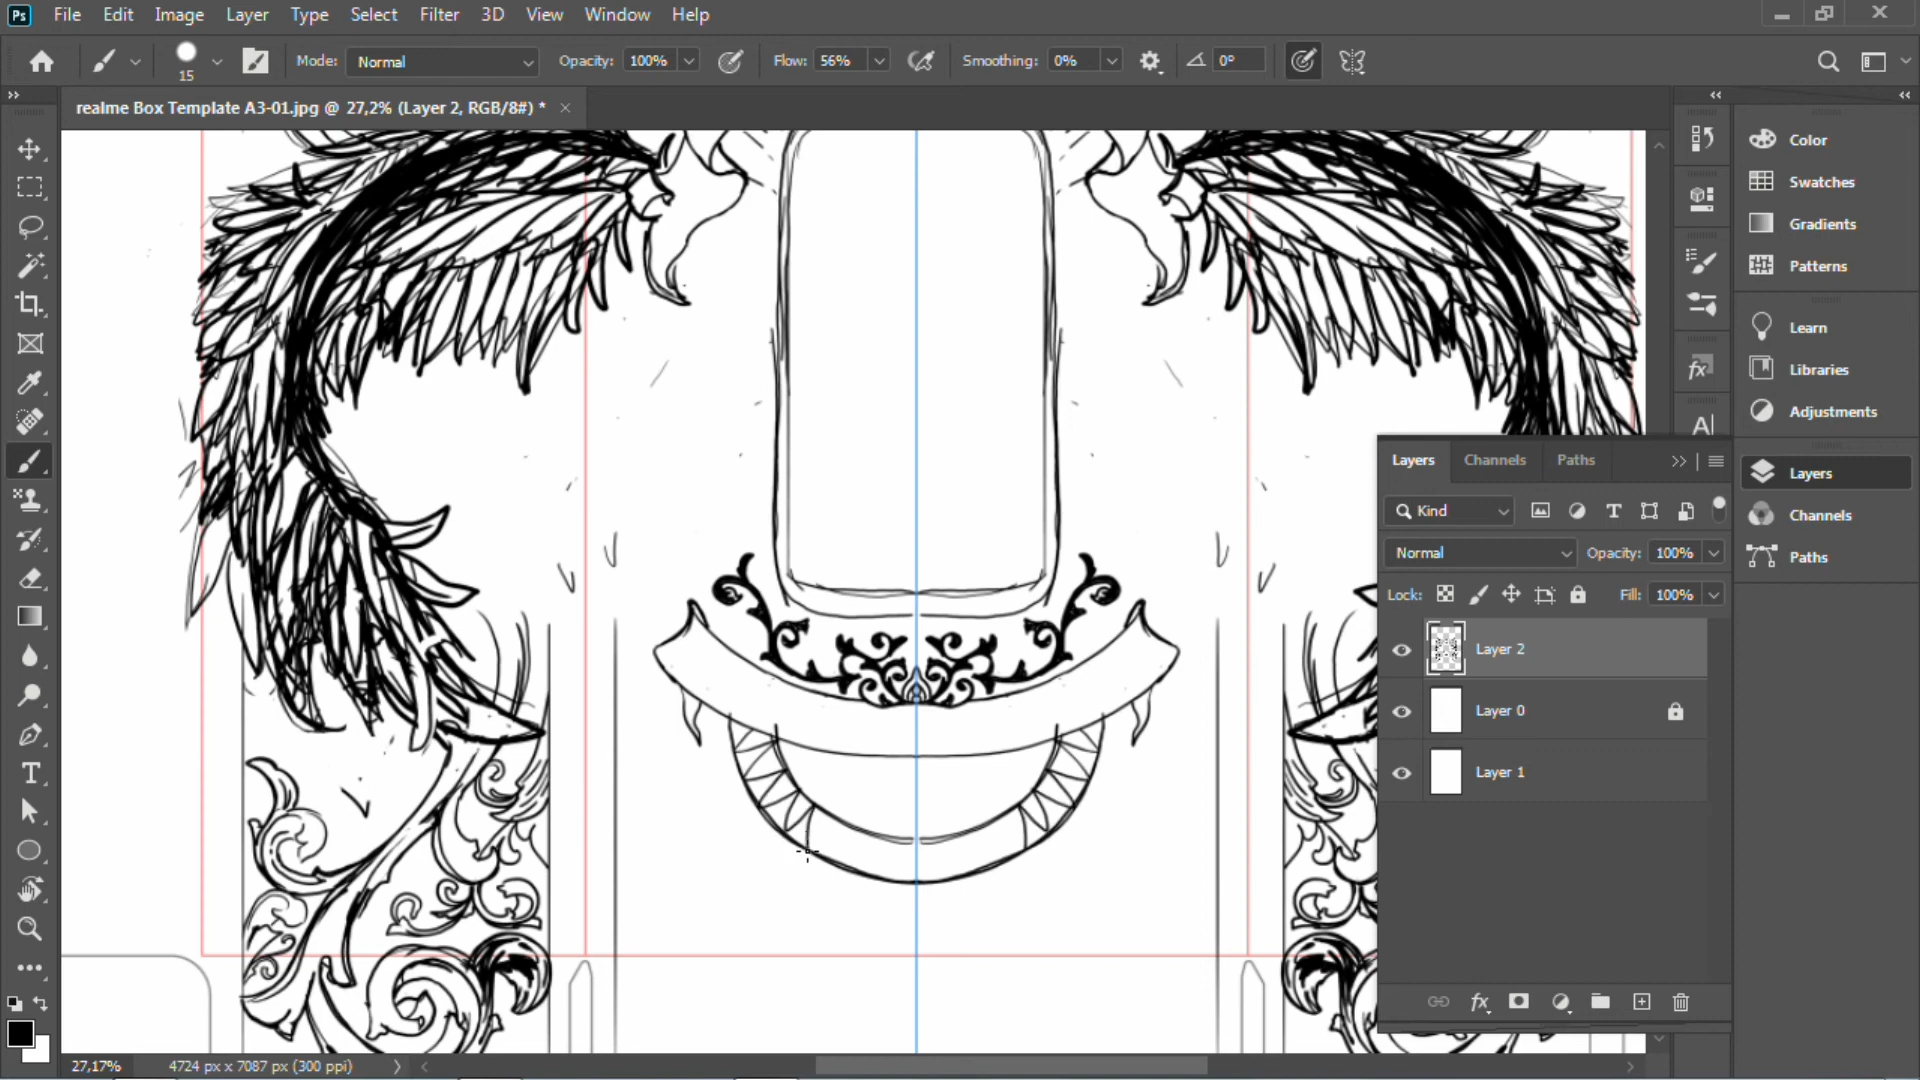 Ps File Edit Image Layer Type Select Filter 3D View Window Help
15 Mode: Normal Opacity: 100% Flow: 56% Smoothing: 0% 0°
realme Box Template A3-01.jpg @ 27,2% (Layer 2, RGB/8#) *
Color
Swatches
Gradients
Patterns
Learn
Libraries
Adjustments
Layers
Channels
Paths
Layers Channels Paths
Kind
Normal Opacity: 100%
Lock: Fill: 100%
Layer 2
Layer 0
Layer 1
fx
27,17% 4724 px x 7087 px (300 ppi)